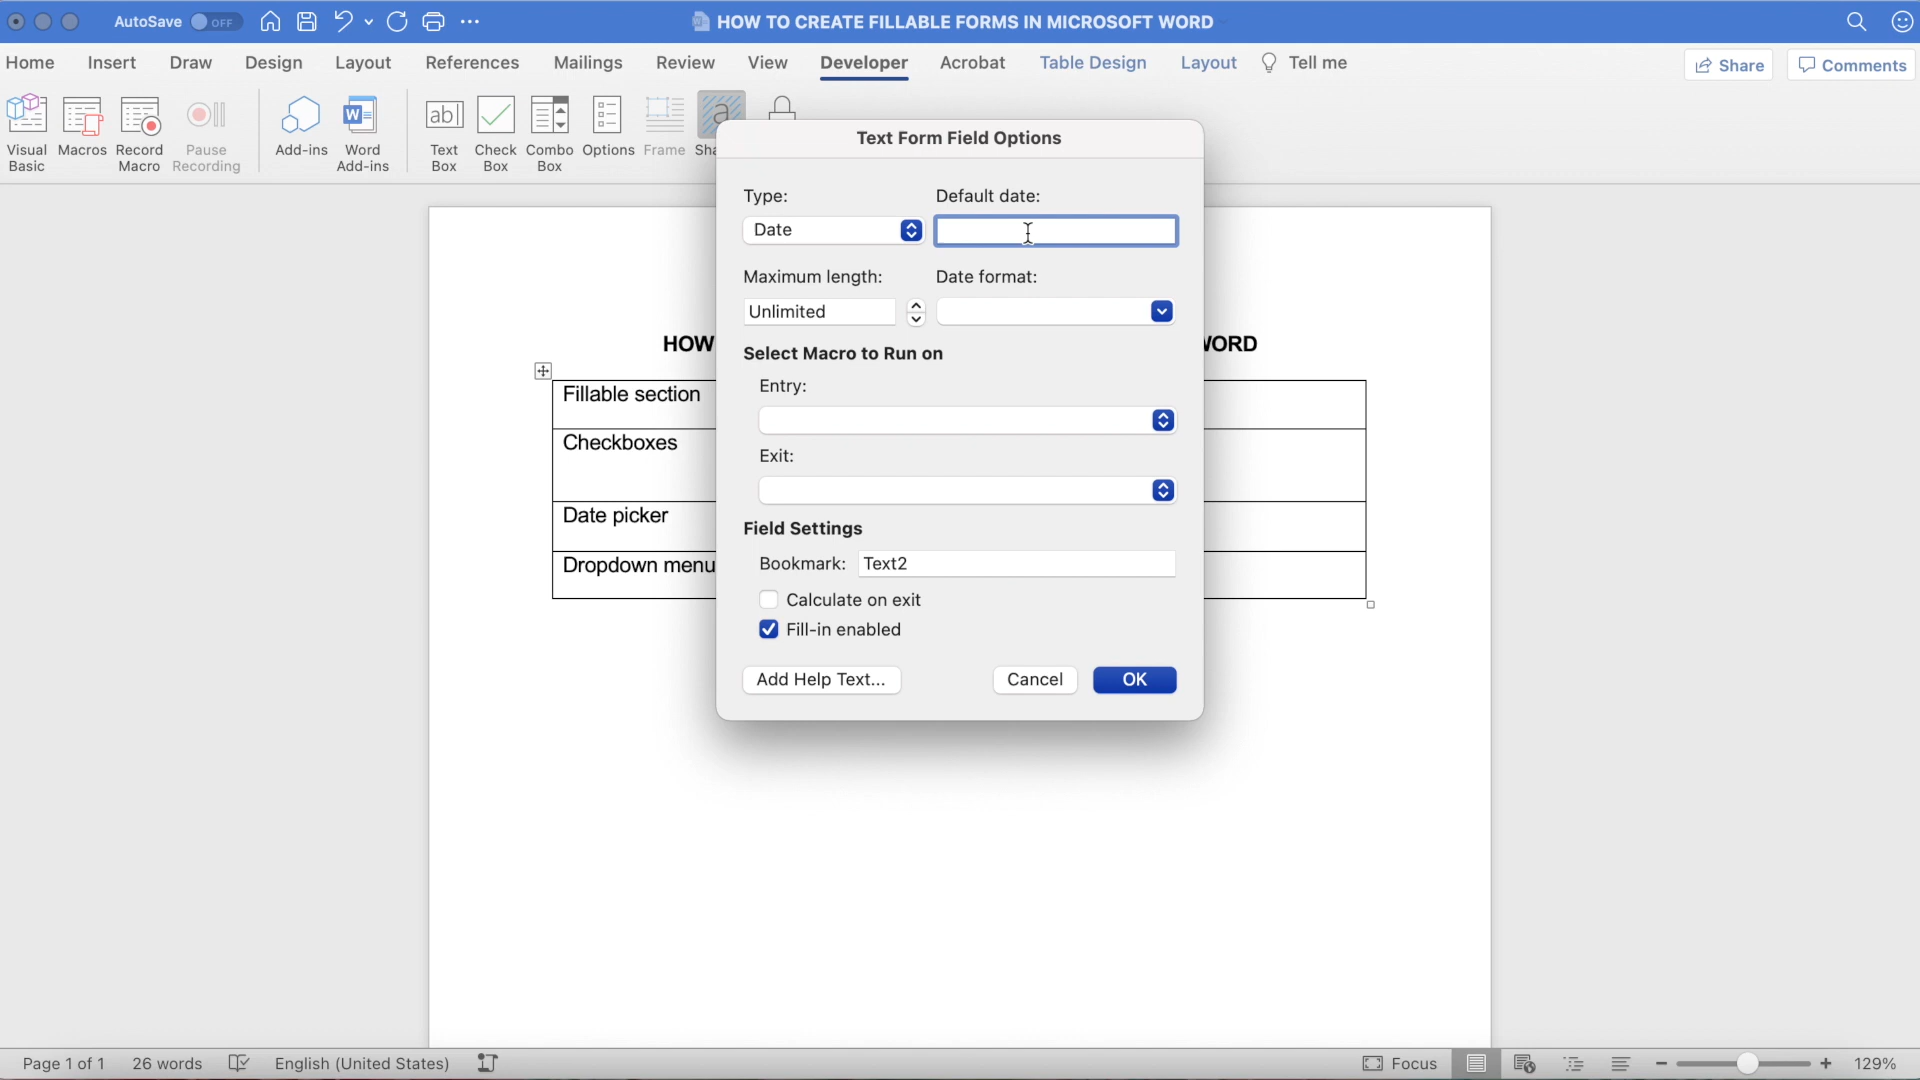 AutoSave OFF HOW TO CREATE FILLABLE FORMS IN MICROSOFT WORD
Home Insert Draw Design Layout References Mailings Review View Developer Acrobat Table Design Layout Tell me Share Comments
Visual Basic
Macros
Record Macro
Pause Recording
Add-ins
Word Add-ins
Text Box
Check Box
Combo Box
Options
Frame
Text Form Field Options
Type: Default date:
Date
Maximum length: Date format:
Unlimited
Select Macro to Run on
Entry:
Exit:
Field Settings
Bookmark: Text2
Calculate on exit
Fill-in enabled
Add Help Text... Cancel OK
HOW
Fillable section
Checkboxes
Date picker
Dropdown menu
Page 1 of 1 26 words English (United States) Focus 129%